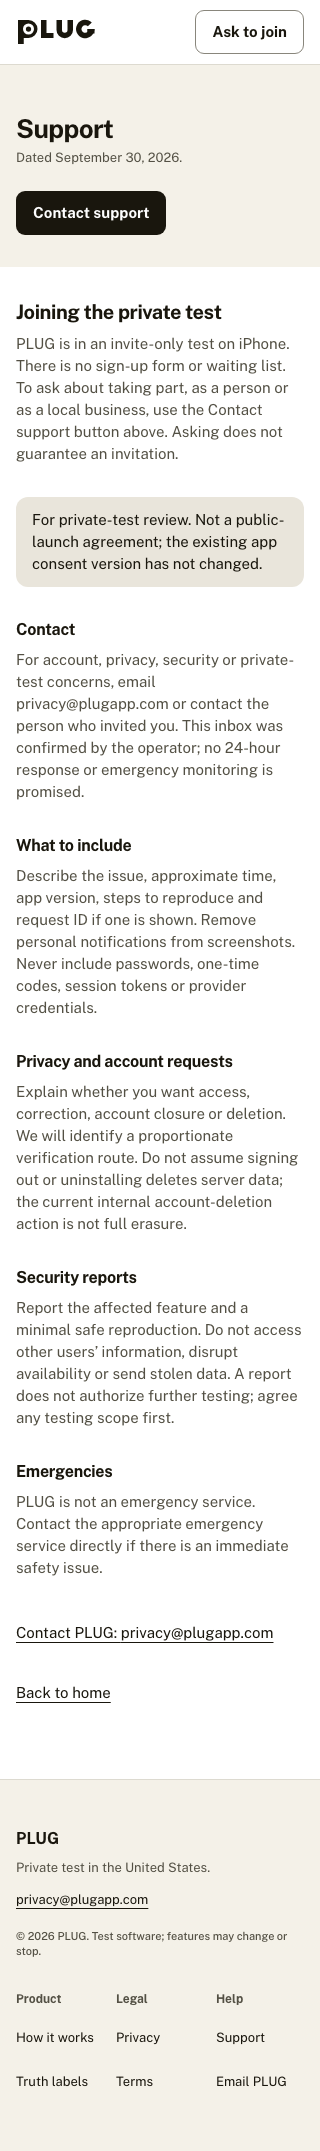 PLUG
Ask to join
Support
Dated September 30, 2026.
Contact support
Joining the private test
PLUG is in an invite-only test on iPhone.
There is no sign-up form or waiting list.
To ask about taking part, as a person or
as a local business, use the Contact
support button above. Asking does not
guarantee an invitation.
For private-test review. Not a public-
launch agreement; the existing app
consent version has not changed.
Contact
For account, privacy, security or private-
test concerns, email
privacy@plugapp.com or contact the
person who invited you. This inbox was
confirmed by the operator; no 24-hour
response or emergency monitoring is
promised.
What to include
Describe the issue, approximate time,
app version, steps to reproduce and
request ID if one is shown. Remove
personal notifications from screenshots.
Never include passwords, one-time
codes, session tokens or provider
credentials.
Privacy and account requests
Explain whether you want access,
correction, account closure or deletion.
We will identify a proportionate
verification route. Do not assume signing
out or uninstalling deletes server data;
the current internal account-deletion
action is not full erasure.
Security reports
Report the affected feature and a
minimal safe reproduction. Do not access
other users’ information, disrupt
availability or send stolen data. A report
does not authorize further testing; agree
any testing scope first.
Emergencies
PLUG is not an emergency service.
Contact the appropriate emergency
service directly if there is an immediate
safety issue.
Contact PLUG: privacy@plugapp.com
Back to home
PLUG
Private test in the United States.
privacy@plugapp.com
© 2026 PLUG. Test software; features may change or
stop.
Product
Legal
Help
How it works
Privacy
Support
Truth labels
Terms
Email PLUG